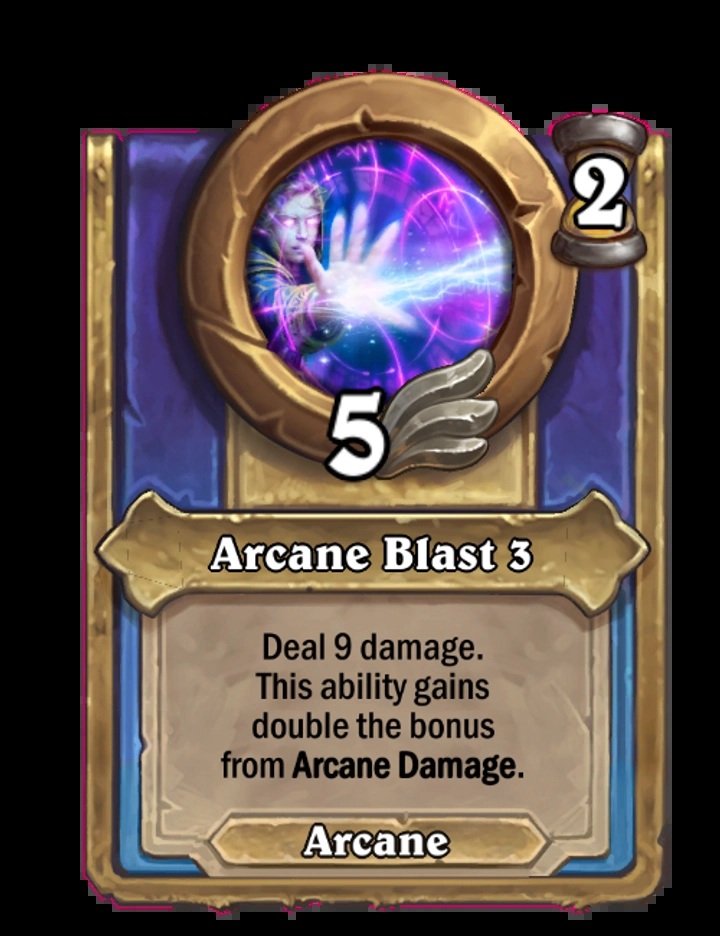 2
5
Arcane Blast 3
Deal 9 damage.
This ability gains
double the bonus
from Arcane Damage.
Arcane